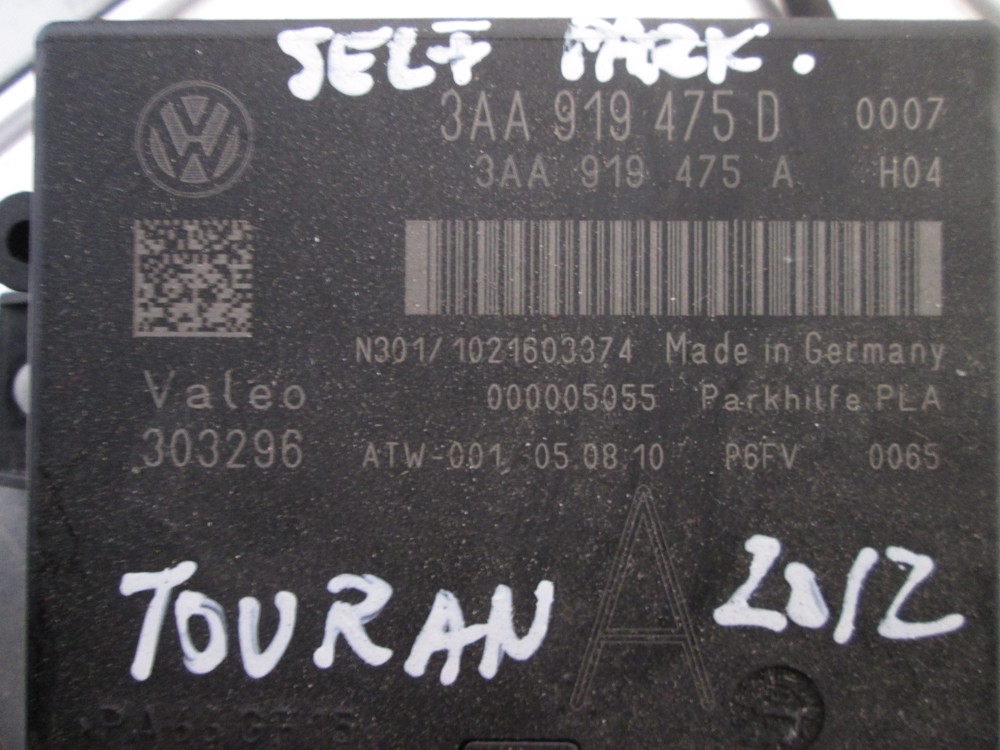 SELF PARK.
3AA 919 475 D 0007
3AA 919 475 A H04
N301/1021603374 Made in Germany
Valeo 000005055 Parkhilfe PLA
303296 ATW-001 05.08.10 P6FV 0065
A
TOURAN 2012